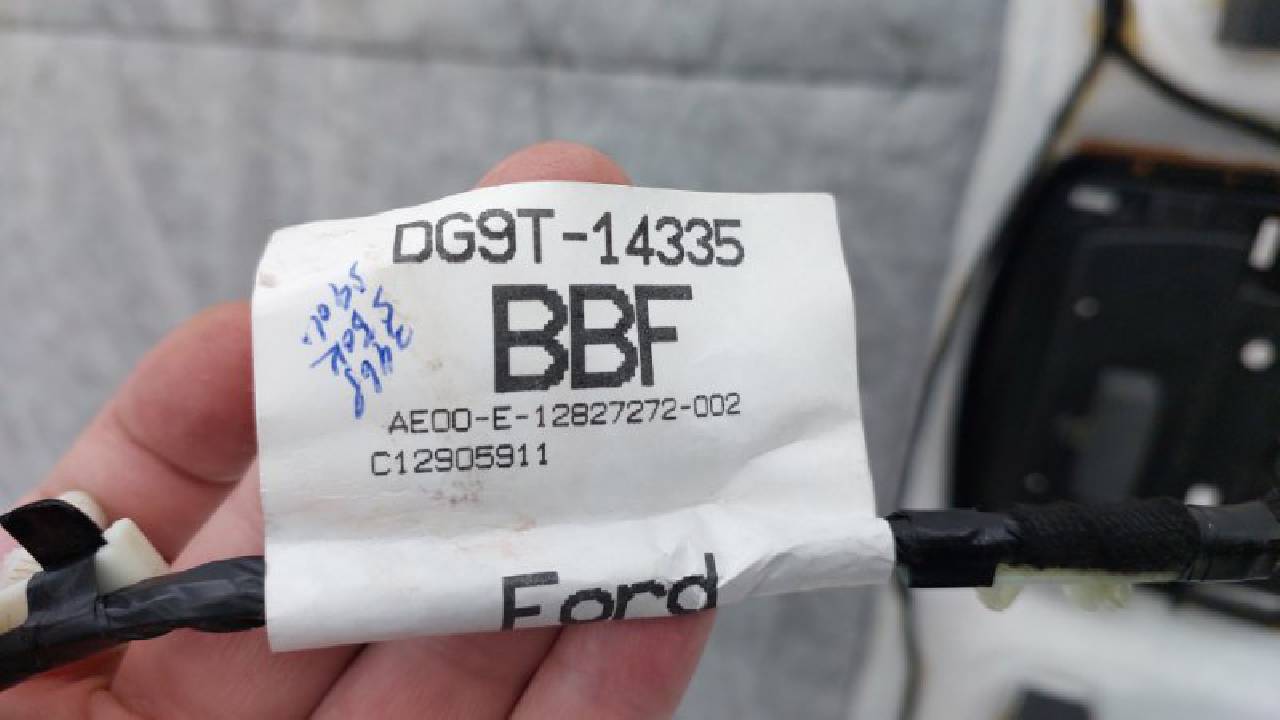 DG9T-14335
BBF
AE00-E-12827272-002
C12905911
Ford